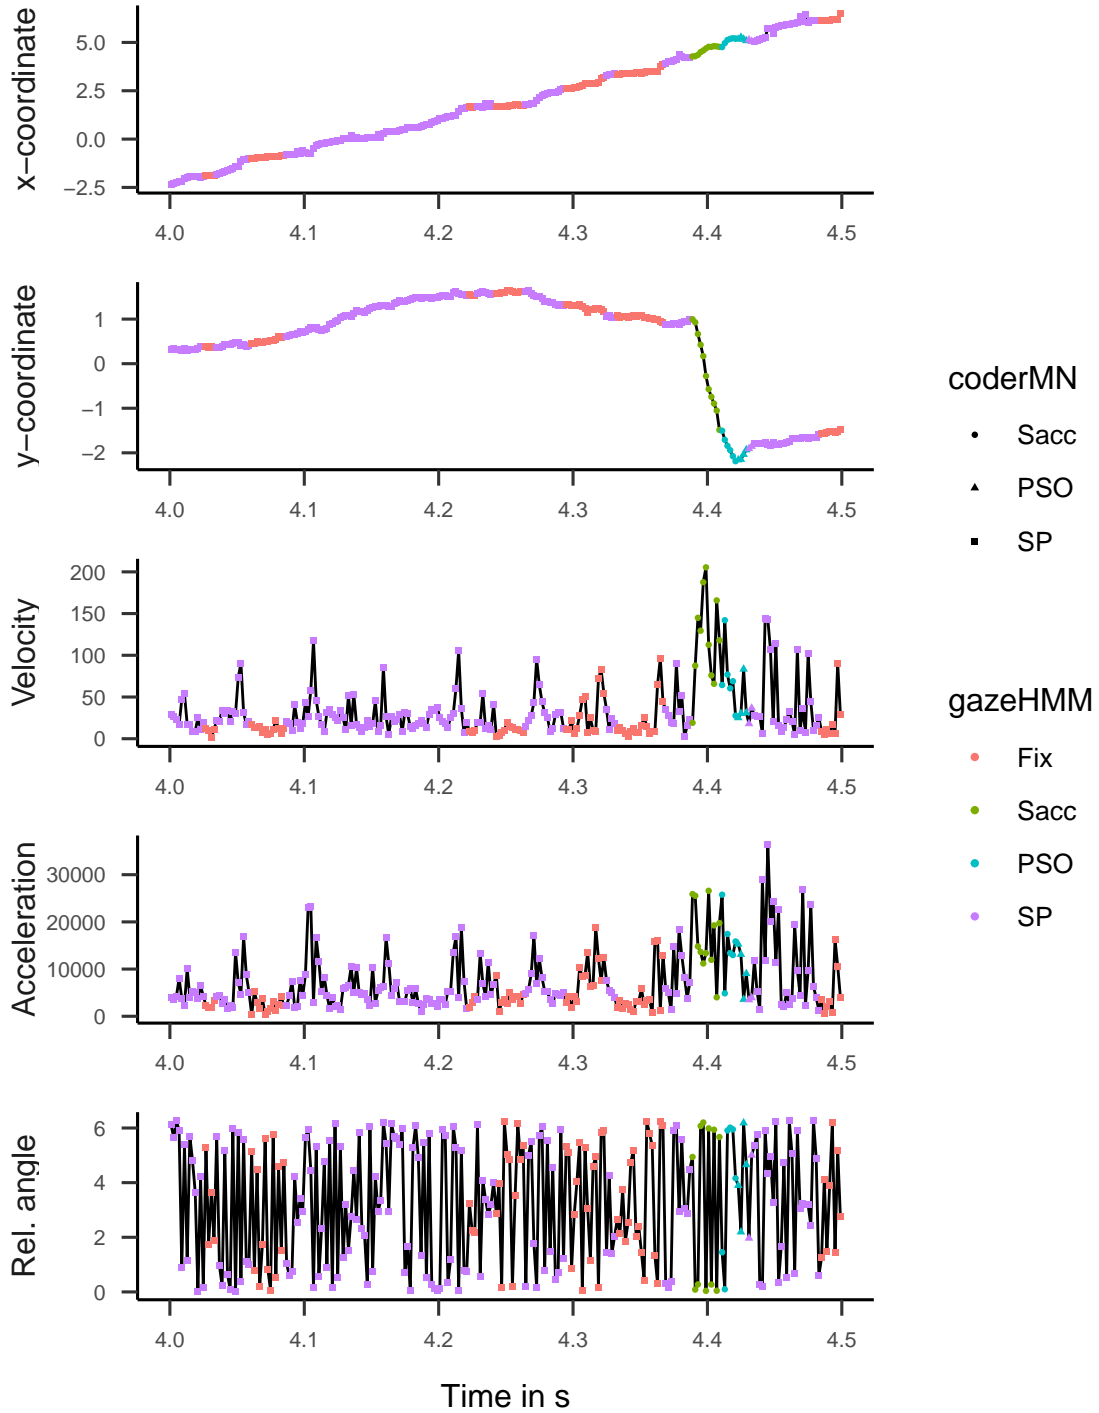 x−coordinate
5.0
2.5
0.0
−2.5
4.0 4.1 4.2 4.3 4.4 4.5
y−coordinate
1
0
−1
−2
4.0 4.1 4.2 4.3 4.4 4.5
Velocity
200
150
100
50
0
4.0 4.1 4.2 4.3 4.4 4.5
Acceleration
30000
20000
10000
0
4.0 4.1 4.2 4.3 4.4 4.5
Rel. angle
6
4
2
0
4.0 4.1 4.2 4.3 4.4 4.5
Time in s
coderMN
Sacc
PSO
SP
gazeHMM
Fix
Sacc
PSO
SP